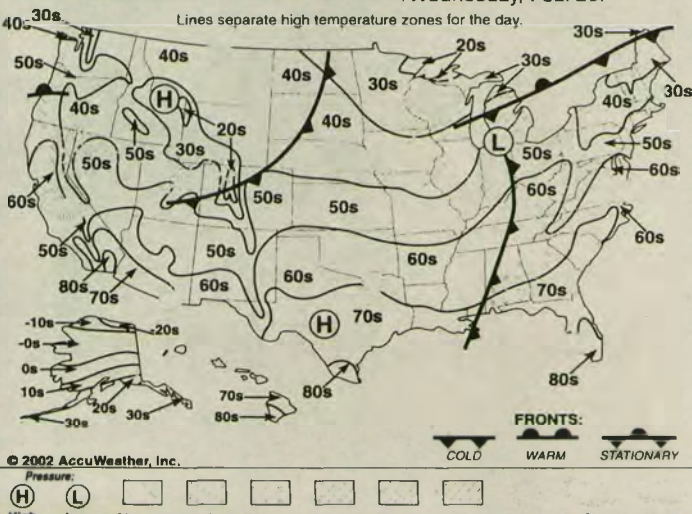 Wednesday, Feb. 20.
Lines separate high temperature zones for the day.
40s 30s 30s
40s 20s
50s 40s 40s 30s 30s 30s
H
40s 40s 40s
20s
50s 30s L 50s 50s
50s 50s 60s 60s
60s 50s
50s 50s 60s
80s 70s 60s 60s 70s
H 70s
-10s -20s
-0s
0s 80s 80s
10s 20s 30s 70s
30s 80s
FRONTS:
COLD WARM STATIONARY
© 2002 AccuWeather, Inc.
Pressure:
H L